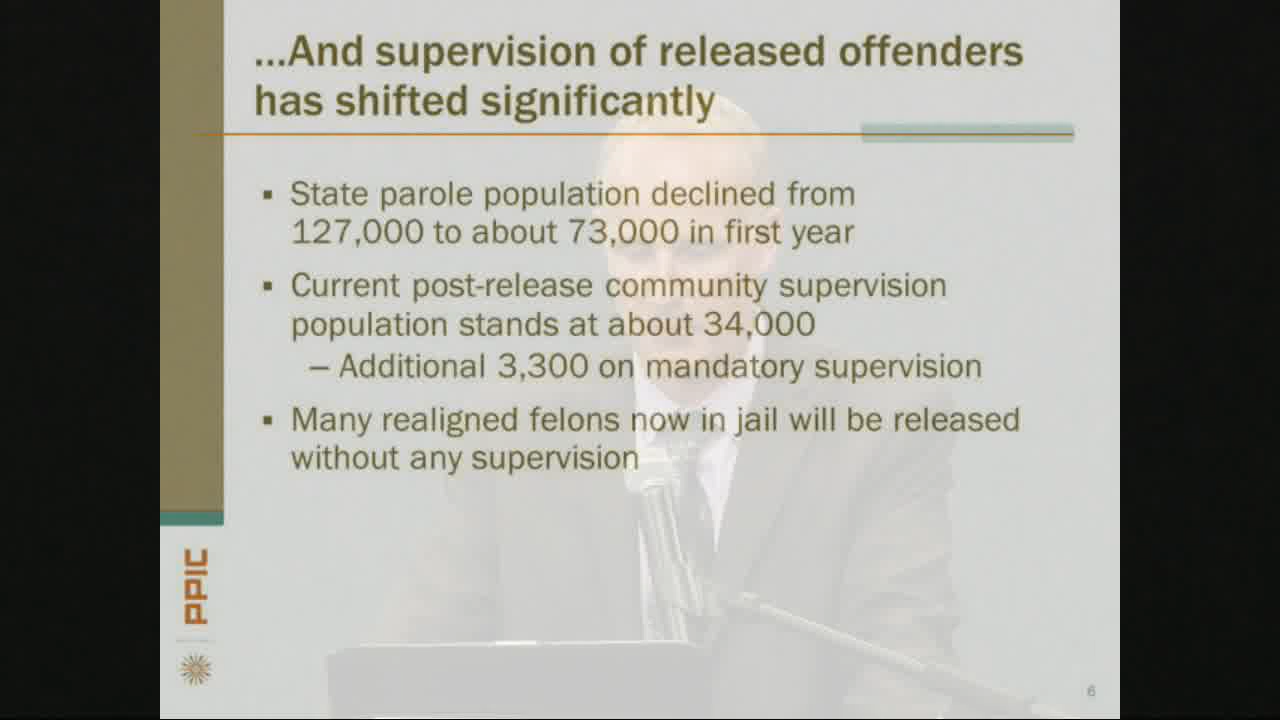 ...And supervision of released offenders
has shifted significantly
▪ State parole population declined from
127,000 to about 73,000 in first year
▪ Current post-release community supervision
population stands at about 34,000
– Additional 3,300 on mandatory supervision
▪ Many realigned felons now in jail will be released
without any supervision
PPIC
6